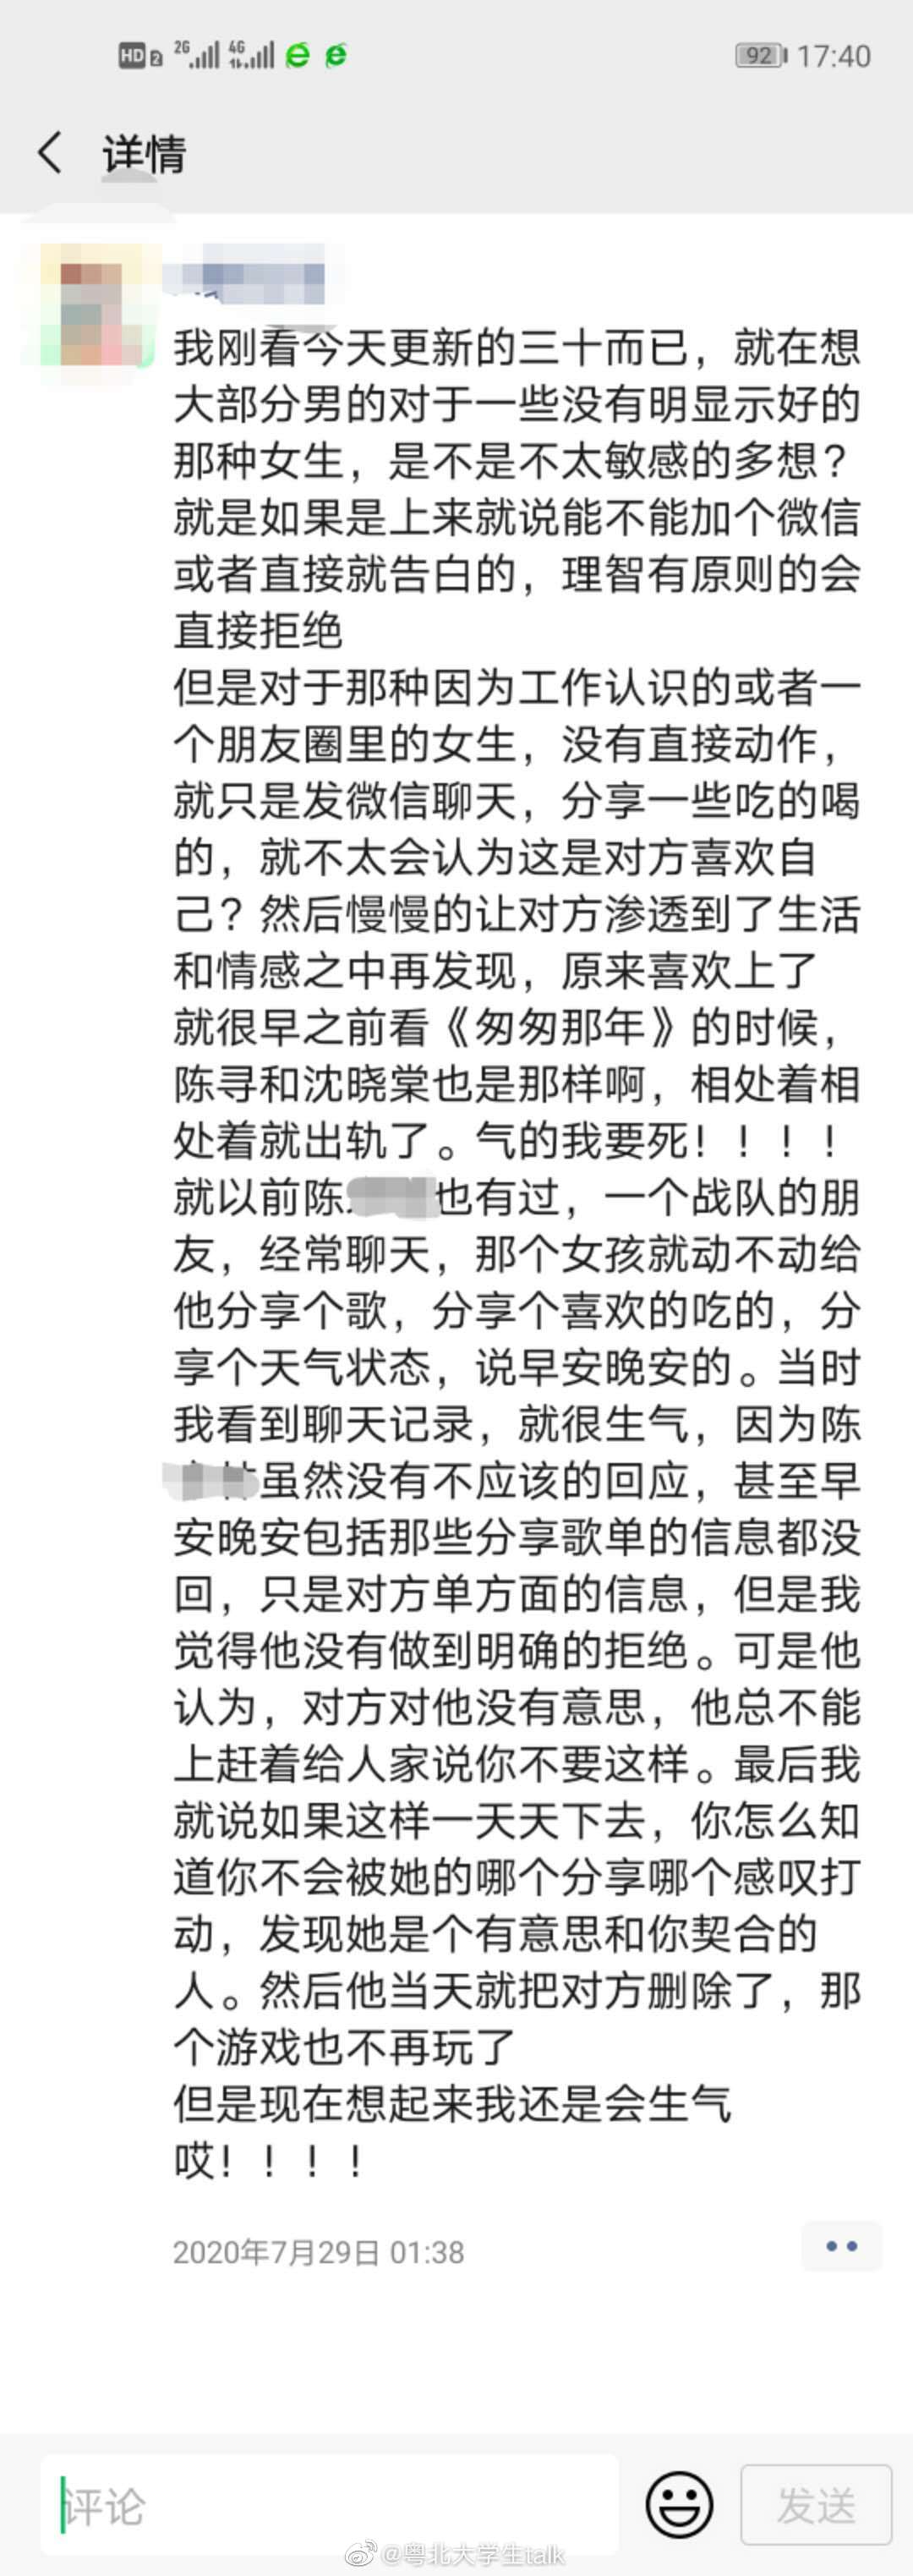 HD 2 2G 4G 92 17:40
详情
我刚看今天更新的三十而已，就在想
大部分男的对于一些没有明显示好的
那种女生，是不是不太敏感的多想？
就是如果是上来就说能不能加个微信
或者直接就告白的，理智有原则的会
直接拒绝
但是对于那种因为工作认识的或者一
个朋友圈里的女生，没有直接动作，
就只是发微信聊天，分享一些吃的喝
的，就不太会认为这是对方喜欢自
己？然后慢慢的让对方渗透到了生活
和情感之中再发现，原来喜欢上了
就很早之前看《匆匆那年》的时候，
陈寻和沈晓棠也是那样啊，相处着相
处着就出轨了。气的我要死！！！！
就以前陈也有过，一个战队的朋
友，经常聊天，那个女孩就动不动给
他分享个歌，分享个喜欢的吃的，分
享个天气状态，说早安晚安的。当时
我看到聊天记录，就很生气，因为陈
虽然没有不应该的回应，甚至早
安晚安包括那些分享歌单的信息都没
回，只是对方单方面的信息，但是我
觉得他没有做到明确的拒绝。可是他
认为，对方对他没有意思，他总不能
上赶着给人家说你不要这样。最后我
就说如果这样一天天下去，你怎么知
道你不会被她的哪个分享哪个感叹打
动，发现她是个有意思和你契合的
人。然后他当天就把对方删除了，那
个游戏也不再玩了
但是现在想起来我还是会生气
哎！！！！
2020年7月29日 01:38
评论 发送
@粤北大学生talk